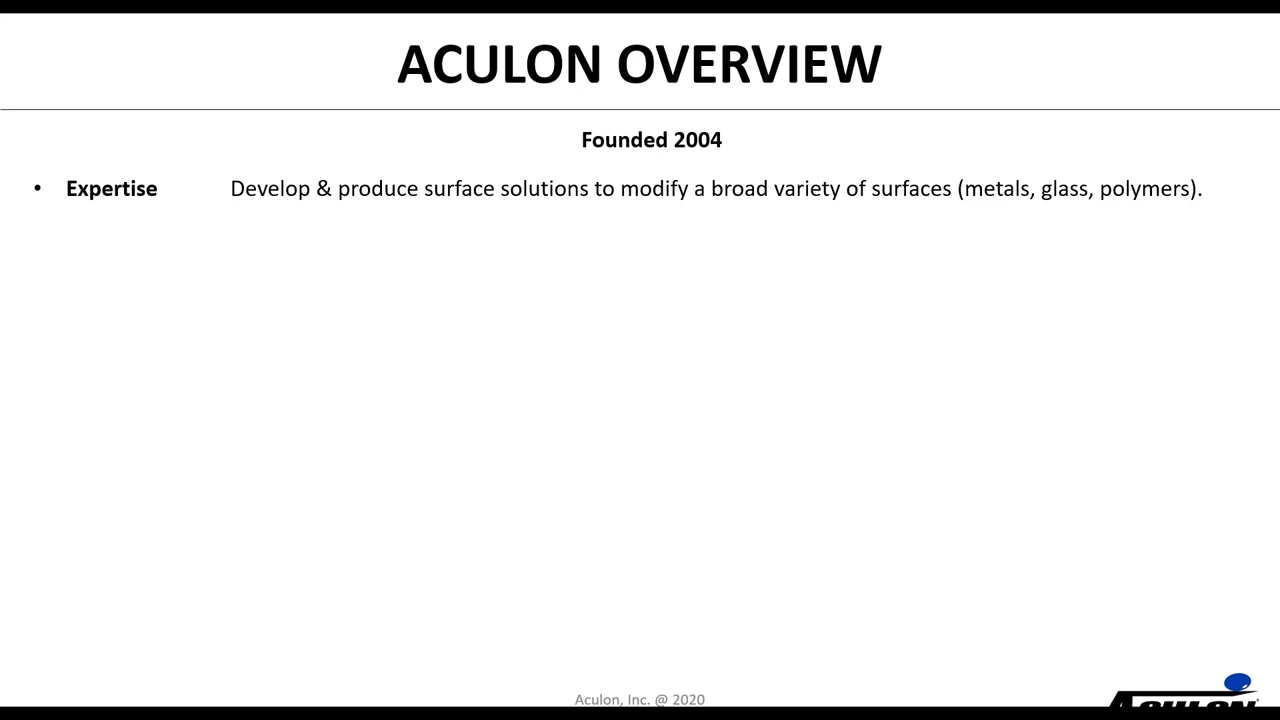 ACULON OVERVIEW
Founded 2004
• Expertise Develop & produce surface solutions to modify a broad variety of surfaces (metals, glass, polymers).
Aculon, Inc. @ 2020
ACULON